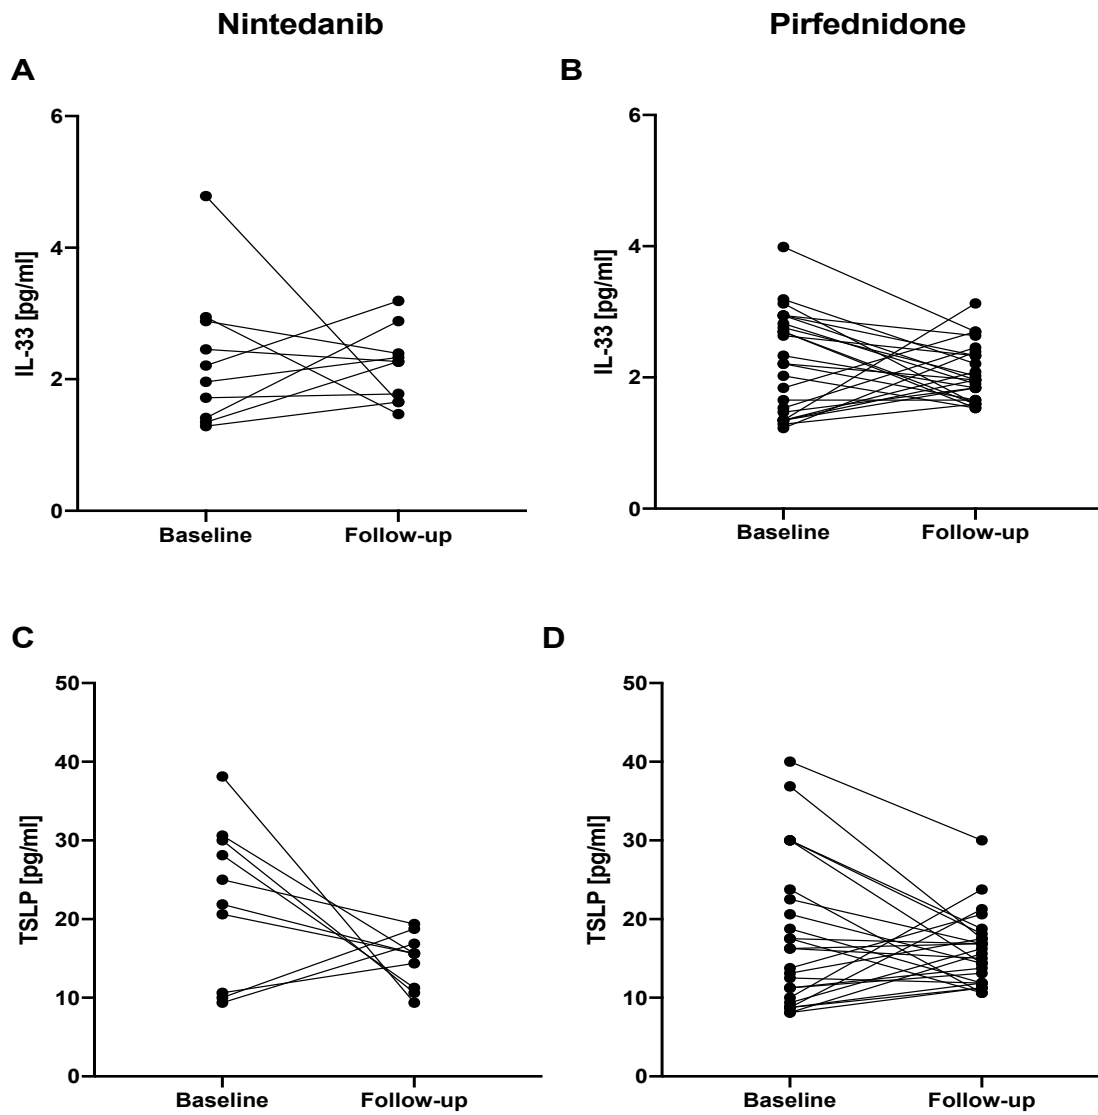 Nintedanib
Pirfednidone
A
B
6
4
2
0
IL-33 [pg/ml]
Baseline
Follow-up
6
4
2
0
IL-33 [pg/ml]
Baseline
Follow-up
C
D
50
40
30
20
10
0
TSLP [pg/ml]
Baseline
Follow-up
50
40
30
20
10
0
TSLP [pg/ml]
Baseline
Follow-up